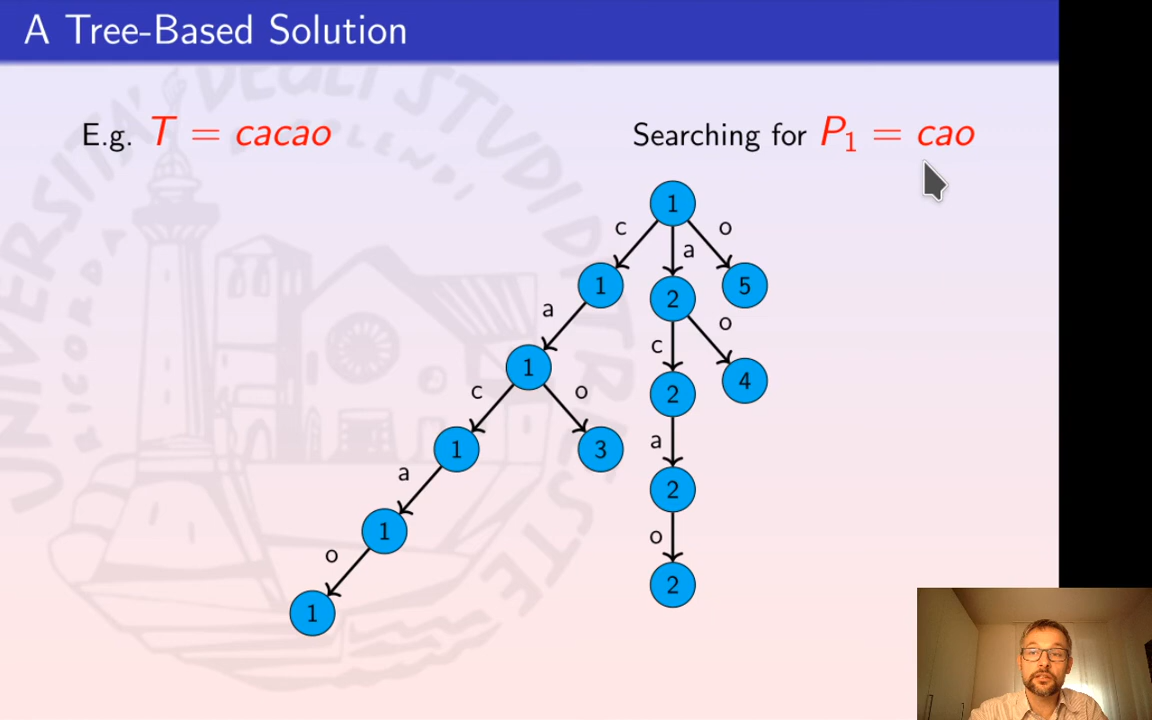 A Tree-Based Solution
E.g. T = cacao
Searching for P₁ = cao
1
c
a
o
1
2
5
a
c
o
1
2
4
c
o
a
1
3
2
a
o
1
2
o
1